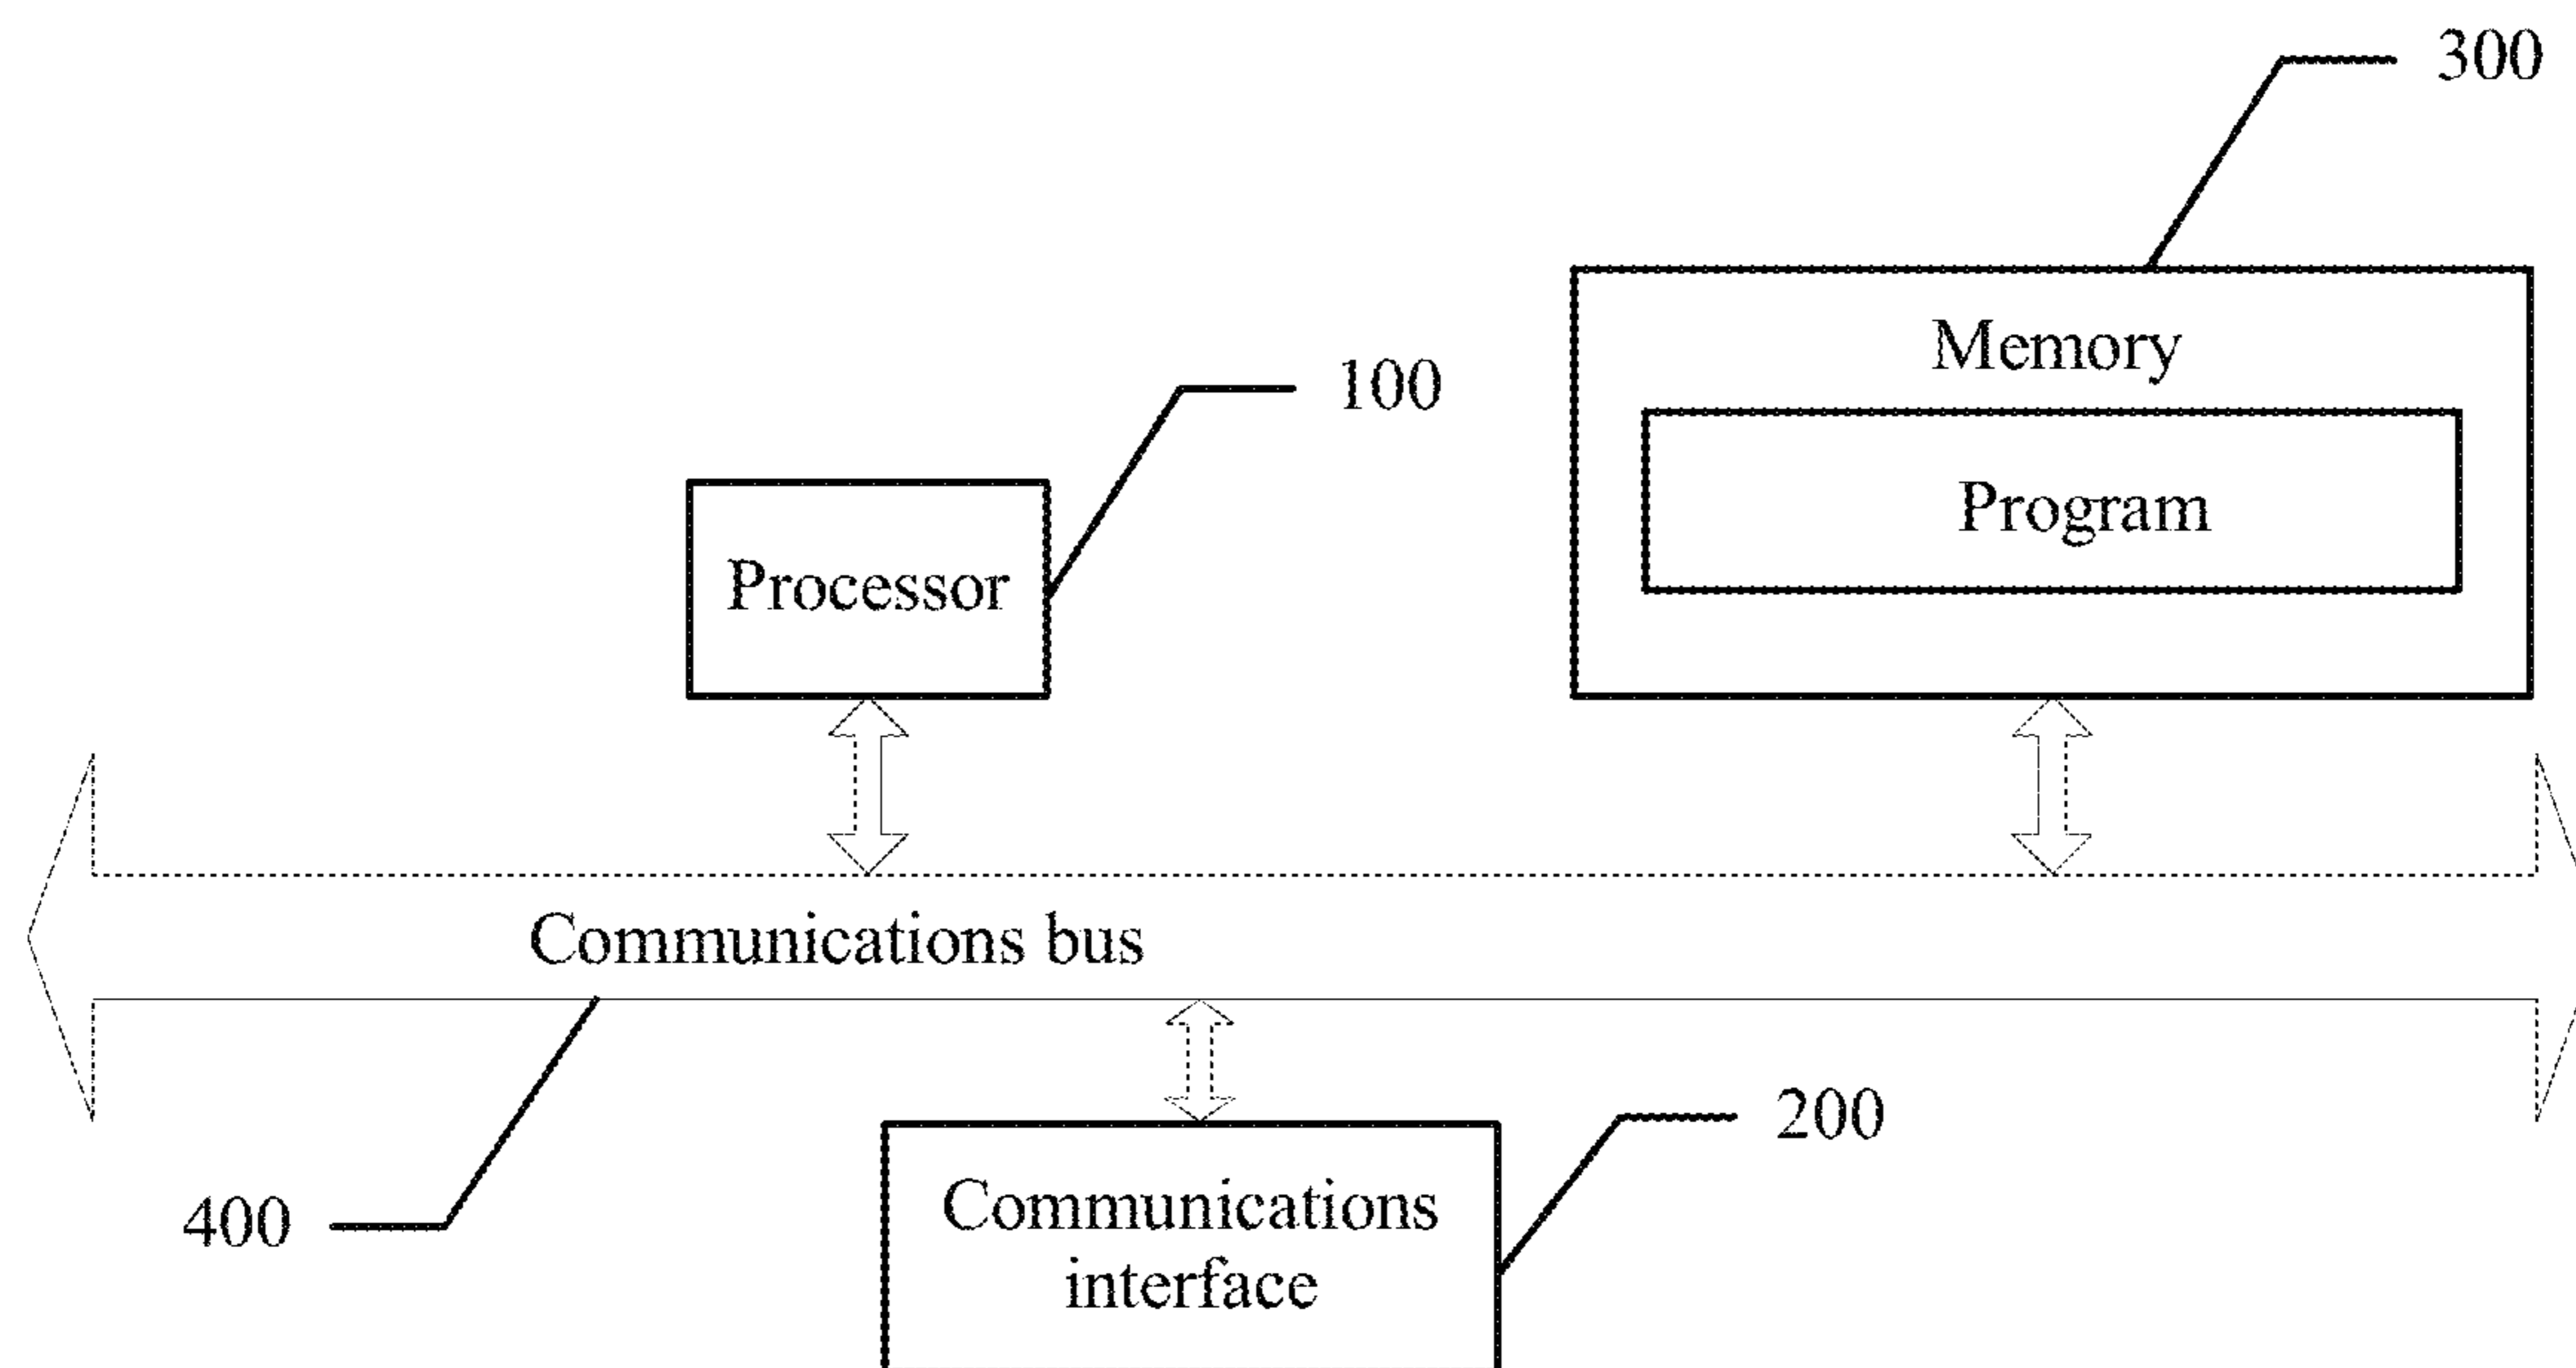 300
Memory
100
Program
Processor
Communications bus
200
400
Communications
interface